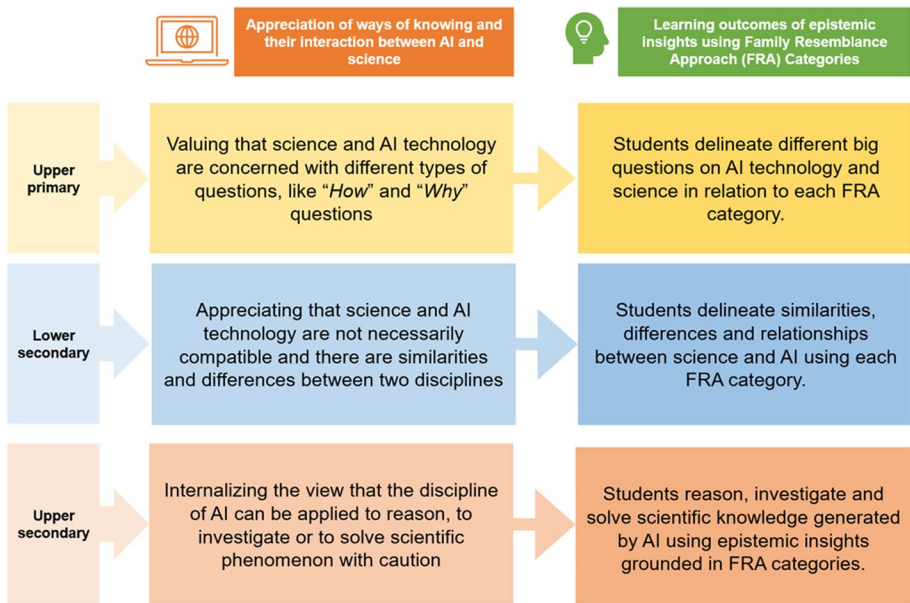 Appreciation of ways of knowing and
their interaction between AI and
science
Learning outcomes of epistemic
insights using Family Resemblance
Approach (FRA) Categories
Upper
primary
Valuing that science and AI technology
are concerned with different types of
questions, like “How” and “Why”
questions
Students delineate different big
questions on AI technology and
science in relation to each FRA
category.
Lower
secondary
Appreciating that science and AI
technology are not necessarily
compatible and there are similarities
and differences between two disciplines
Students delineate similarities,
differences and relationships
between science and AI using each
FRA category.
Upper
secondary
Internalizing the view that the discipline
of AI can be applied to reason, to
investigate or to solve scientific
phenomenon with caution
Students reason, investigate and
solve scientific knowledge generated
by AI using epistemic insights
grounded in FRA categories.